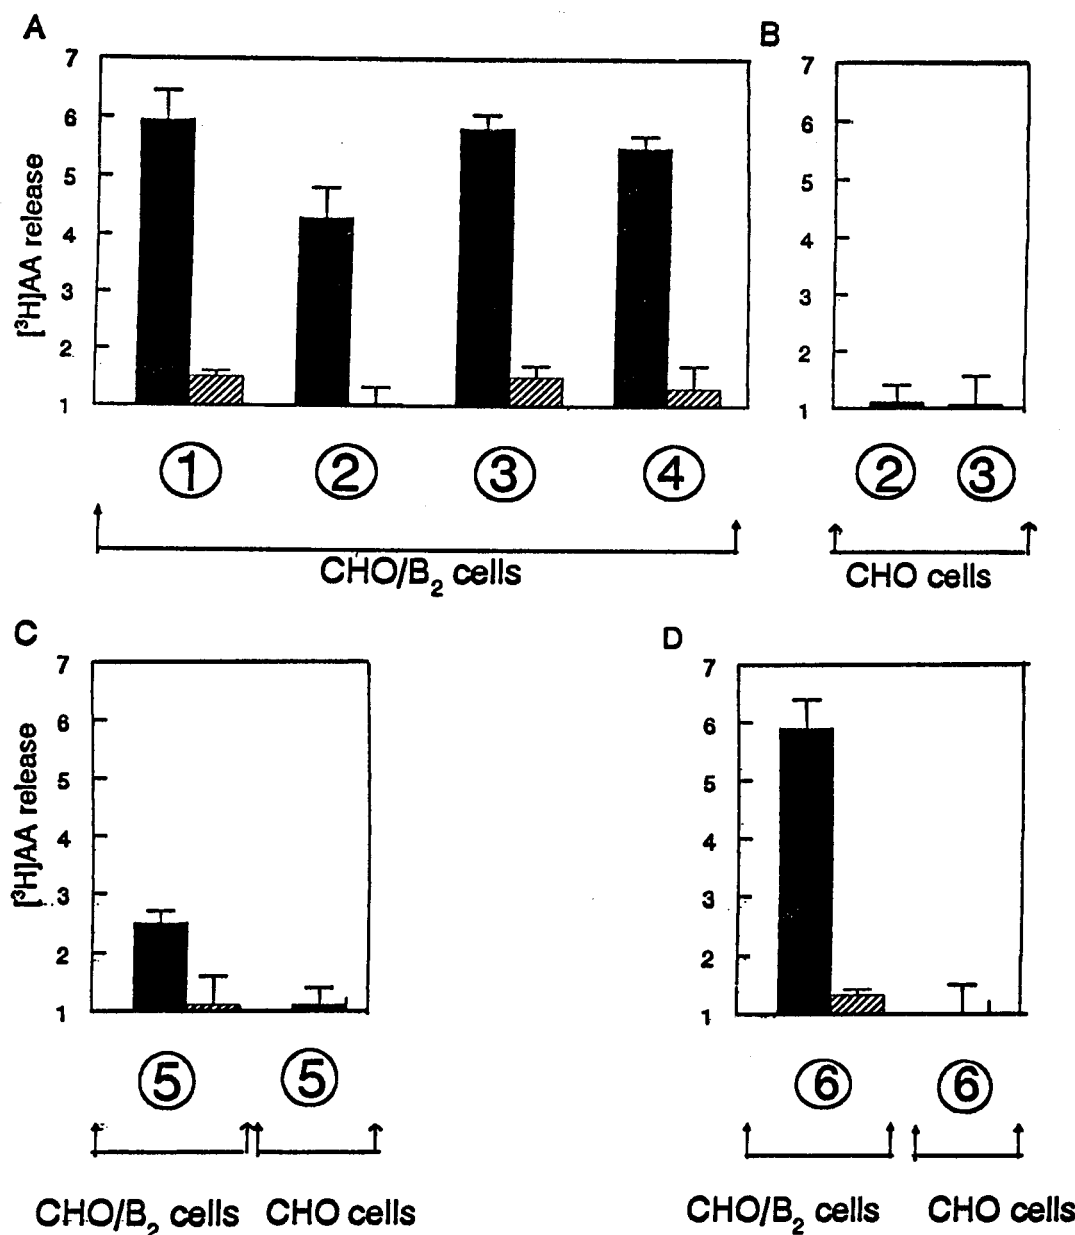 A
B
[³H]AA release
7
6
5
4
3
2
1
7
6
5
4
3
2
1
① ② ③ ④
② ③
CHO/B₂ cells
CHO cells
C
D
[³H]AA release
7
6
5
4
3
2
1
7
6
5
4
3
2
1
⑤ ⑤
⑥ ⑥
CHO/B₂ cells CHO cells
CHO/B₂ cells CHO cells